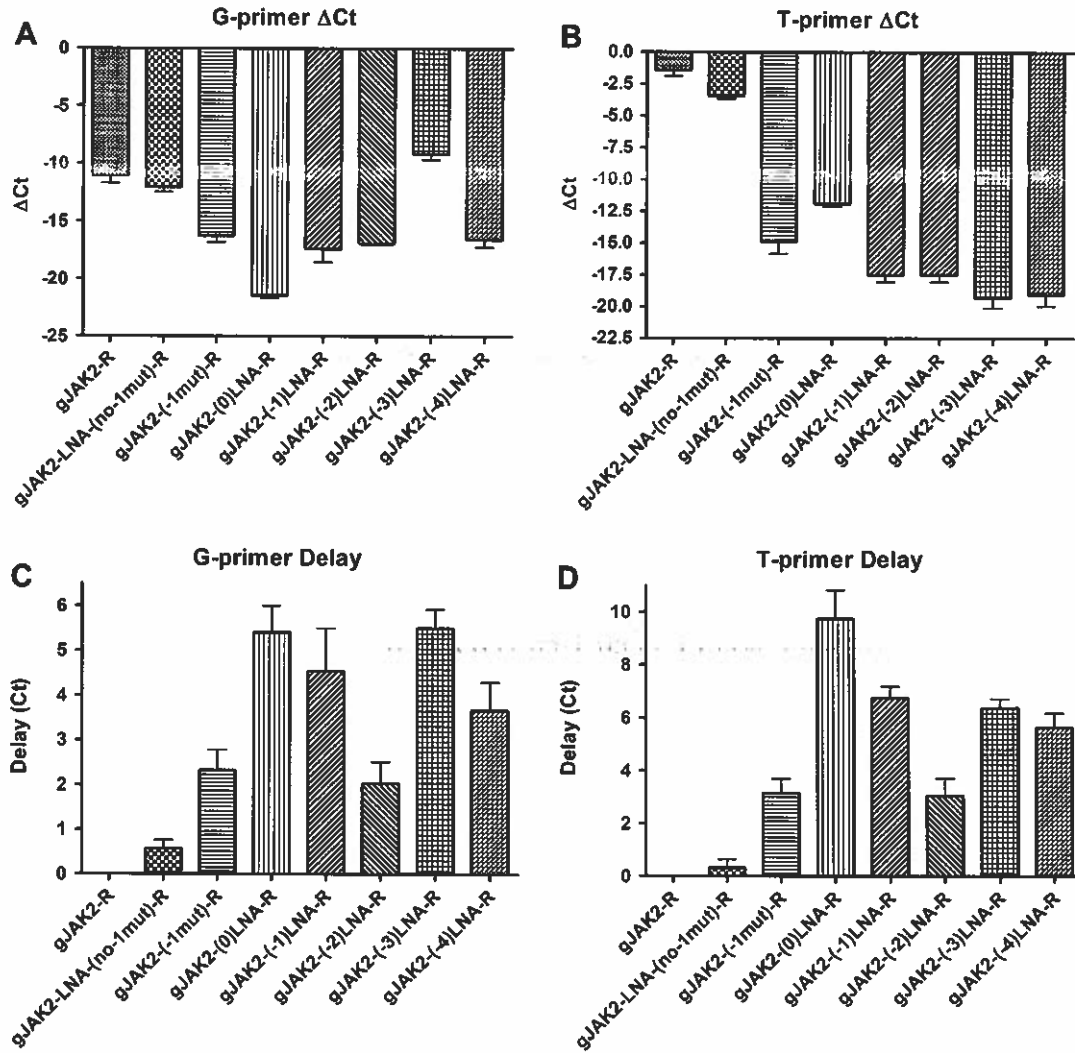 A
G-primer ΔCt
0
-5
-10
-15
-20
-25
ΔCt
gJAK2-R
gJAK2-LNA-(no-1mut)-R
gJAK2-(-1mut)-R
gJAK2-(0)LNA-R
gJAK2-(-1)LNA-R
gJAK2-(-2)LNA-R
gJAK2-(-3)LNA-R
gJAK2-(-4)LNA-R
B
T-primer ΔCt
0.0
-2.5
-5.0
-7.5
-10.0
-12.5
-15.0
-17.5
-20.0
-22.5
ΔCt
gJAK2-R
gJAK2-LNA-(no-1mut)-R
gJAK2-(-1mut)-R
gJAK2-(0)LNA-R
gJAK2-(-1)LNA-R
gJAK2-(-2)LNA-R
gJAK2-(-3)LNA-R
gJAK2-(-4)LNA-R
C
G-primer Delay
6
5
4
3
2
1
0
Delay (Ct)
gJAK2-R
gJAK2-LNA-(no-1mut)-R
gJAK2-(-1mut)-R
gJAK2-(0)LNA-R
gJAK2-(-1)LNA-R
gJAK2-(-2)LNA-R
gJAK2-(-3)LNA-R
gJAK2-(-4)LNA-R
D
T-primer Delay
10
8
6
4
2
0
Delay (Ct)
gJAK2-R
gJAK2-LNA-(no-1mut)-R
gJAK2-(-1mut)-R
gJAK2-(0)LNA-R
gJAK2-(-1)LNA-R
gJAK2-(-2)LNA-R
gJAK2-(-3)LNA-R
gJAK2-(-4)LNA-R